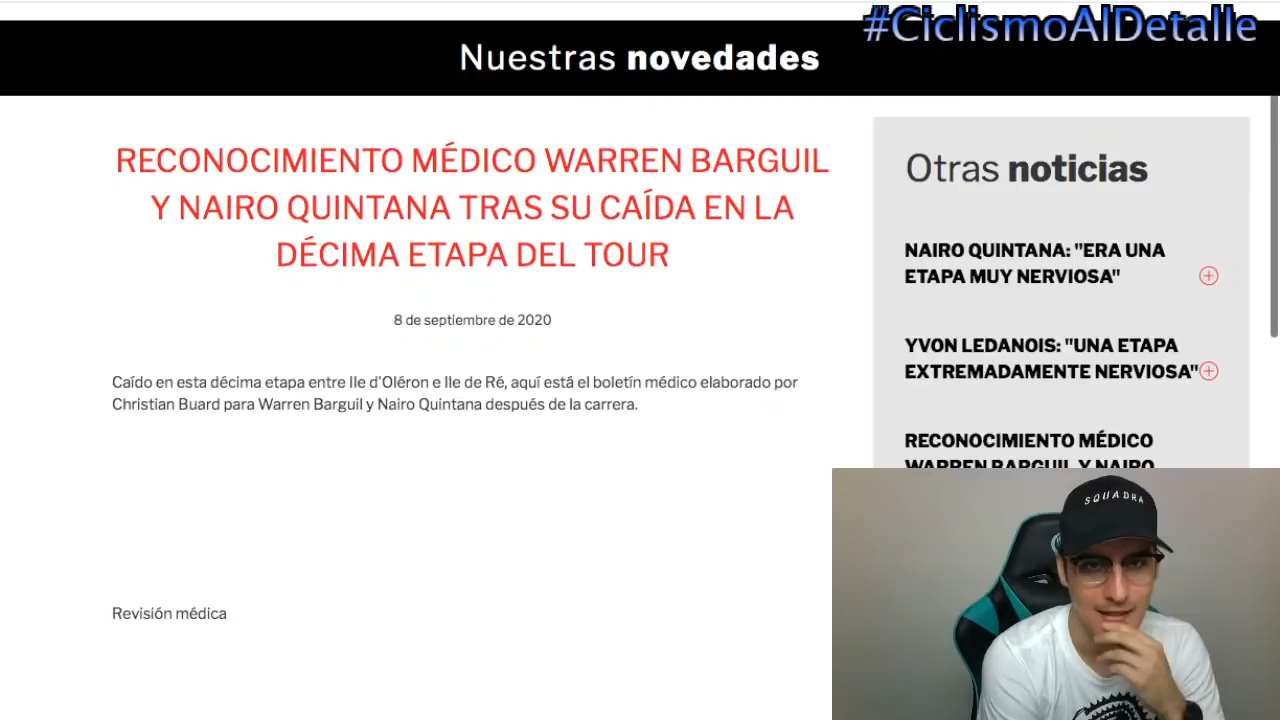 #CiclismoAlDetalle
Nuestras novedades
RECONOCIMIENTO MÉDICO WARREN BARGUIL
Y NAIRO QUINTANA TRAS SU CAÍDA EN LA
DÉCIMA ETAPA DEL TOUR
8 de septiembre de 2020
Caído en esta décima etapa entre Ile d'Oléron e Ile de Ré, aquí está el boletín médico elaborado por
Christian Buard para Warren Barguil y Nairo Quintana después de la carrera.
Revisión médica
Otras noticias
NAIRO QUINTANA: "ERA UNA
ETAPA MUY NERVIOSA"
YVON LEDANOIS: "UNA ETAPA
EXTREMADAMENTE NERVIOSA"
RECONOCIMIENTO MÉDICO
WARREN BARGUIL Y NAIRO
SQUADRA